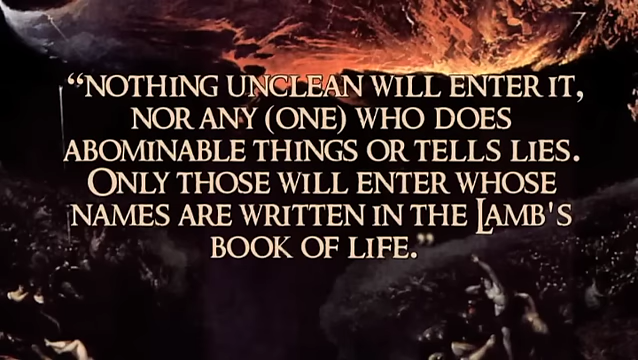 “NOTHING UNCLEAN WILL ENTER IT,
NOR ANY (ONE) WHO DOES
ABOMINABLE THINGS OR TELLS LIES.
ONLY THOSE WILL ENTER WHOSE
NAMES ARE WRITTEN IN THE LAMB'S
BOOK OF LIFE.”